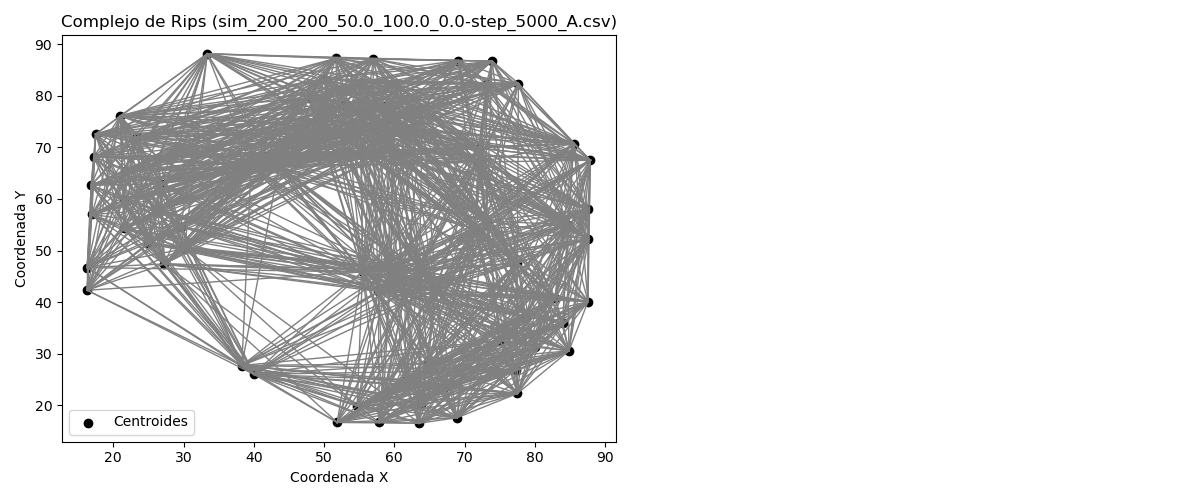 Complejo de Rips (sim_200_200_50.0_100.0_0.0-step_5000_A.csv)
90
80
70
60
50
40
30
20
Coordenada Y
Centroides
20 30 40 50 60 70 80 90
Coordenada X